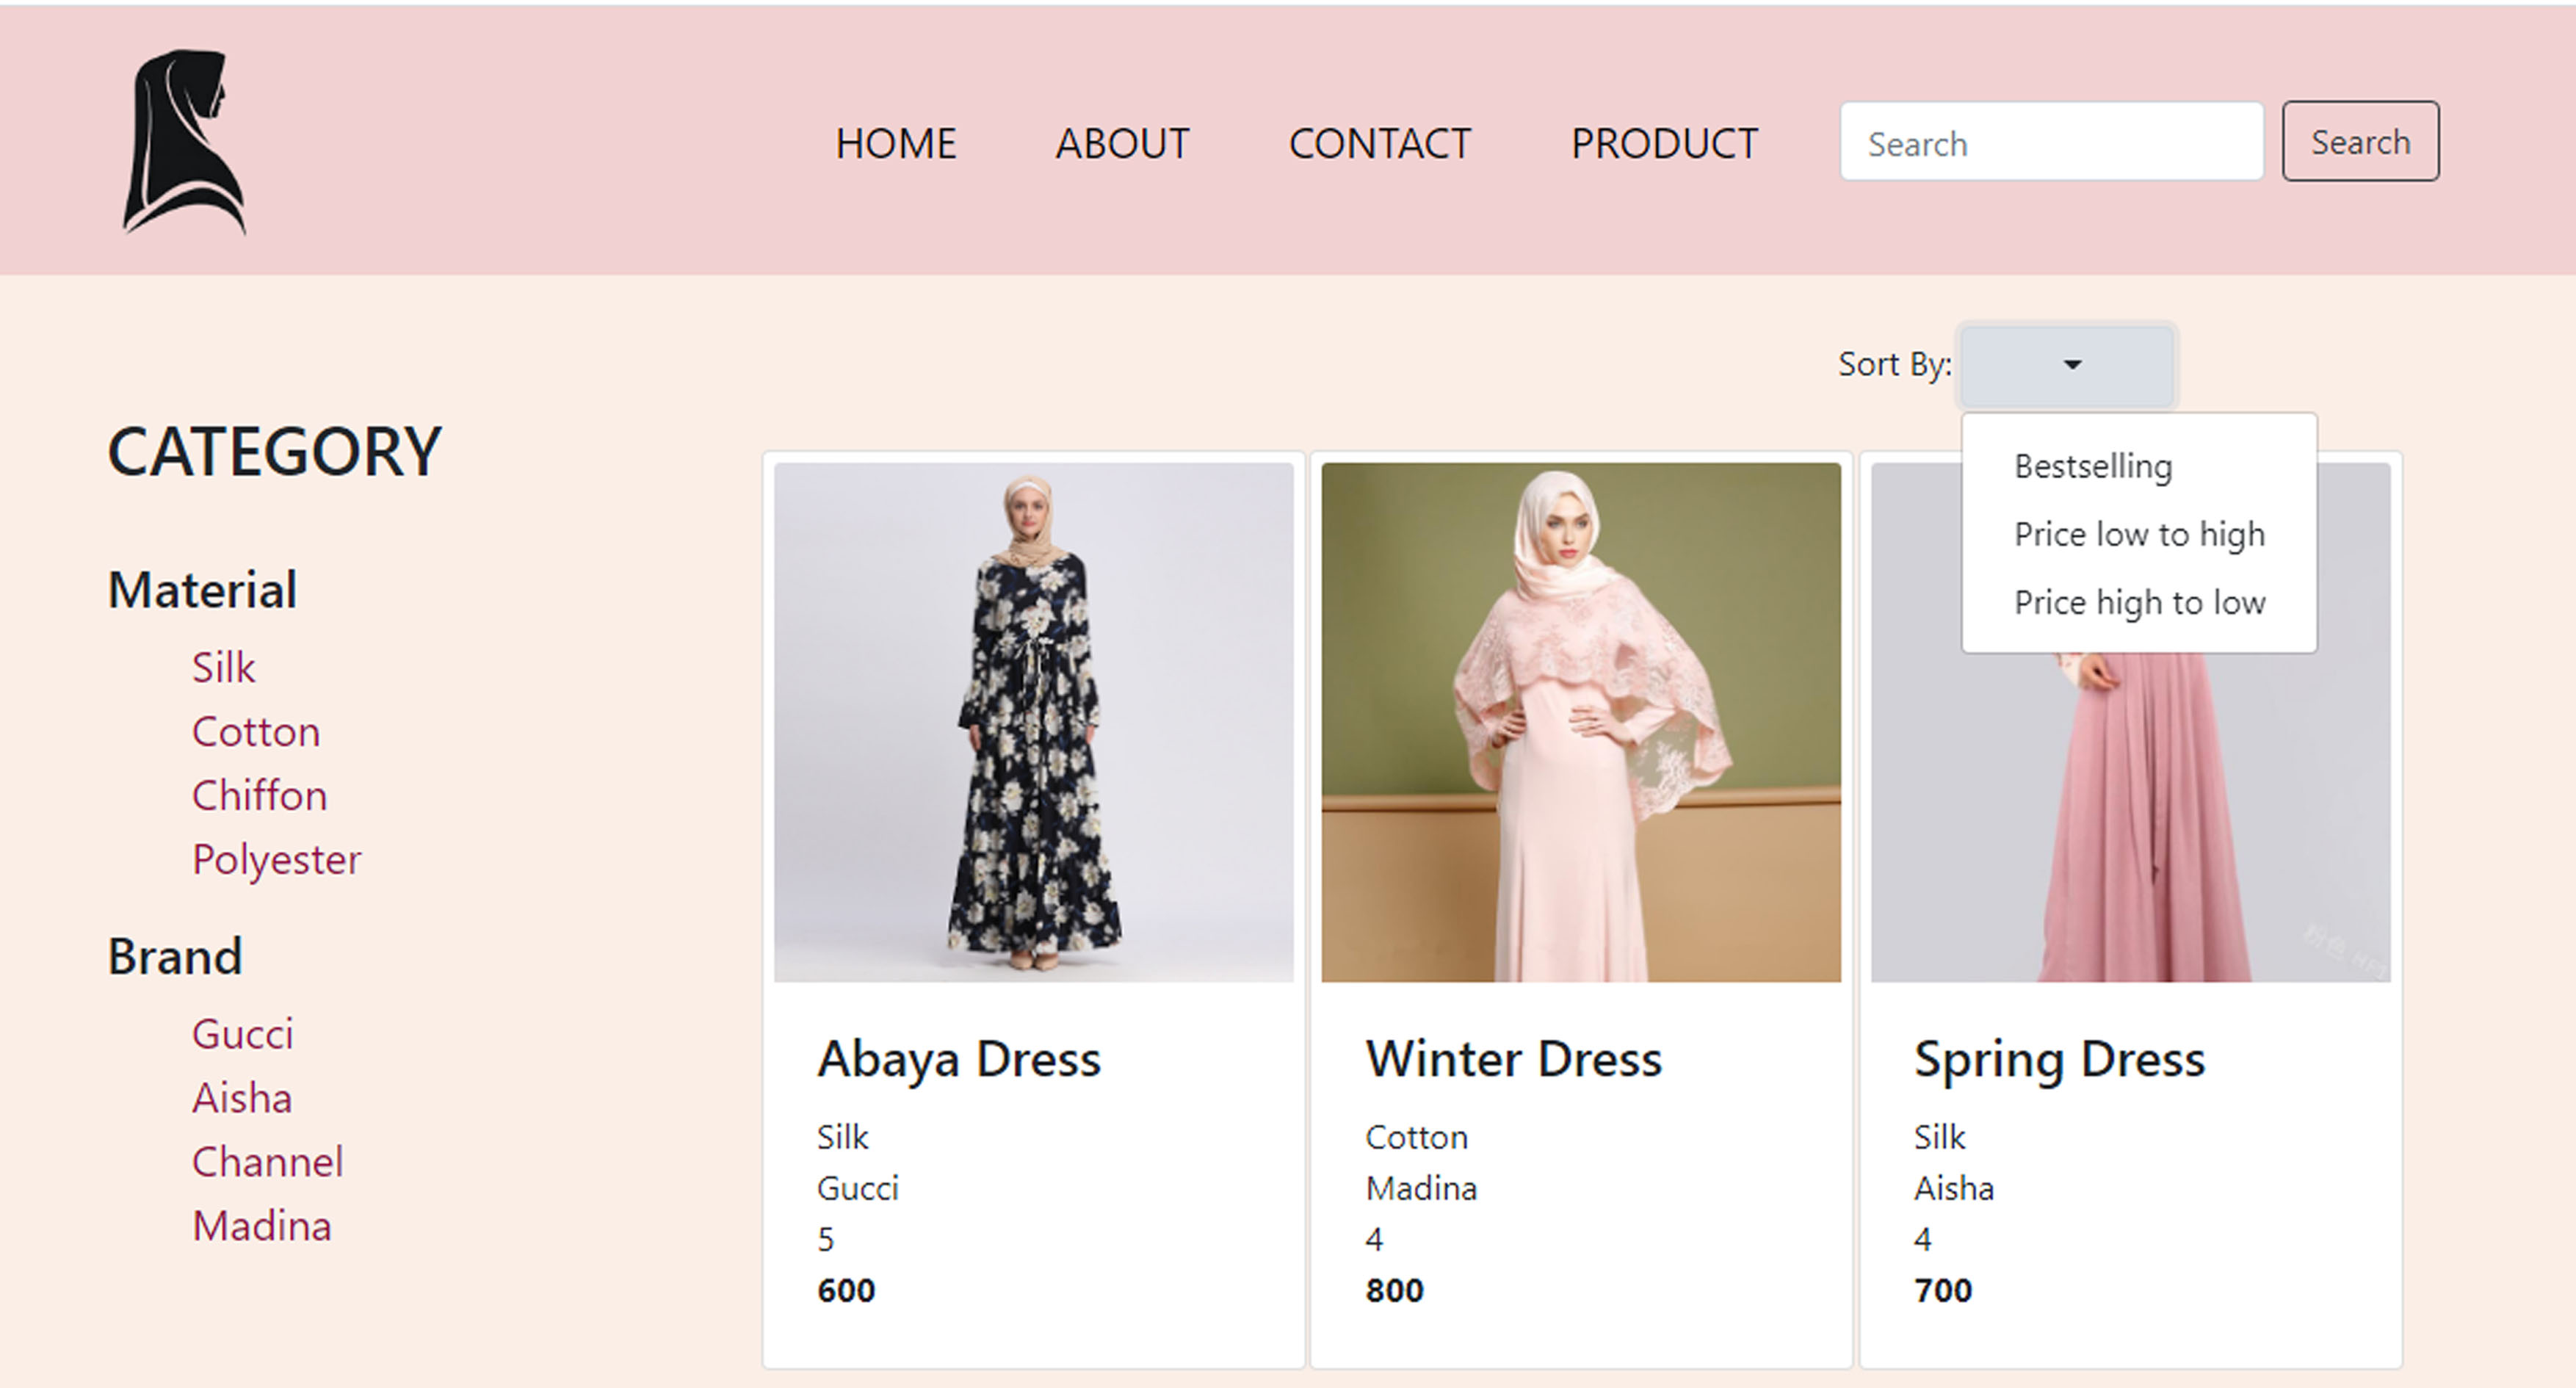 HOME ABOUT CONTACT PRODUCT Search Search
Sort By:
Bestselling
Price low to high
Price high to low
CATEGORY
Material
Silk
Cotton
Chiffon
Polyester
Brand
Gucci
Aisha
Channel
Madina
Abaya Dress
Silk
Gucci
5
600
Winter Dress
Cotton
Madina
4
800
Spring Dress
Silk
Aisha
4
700